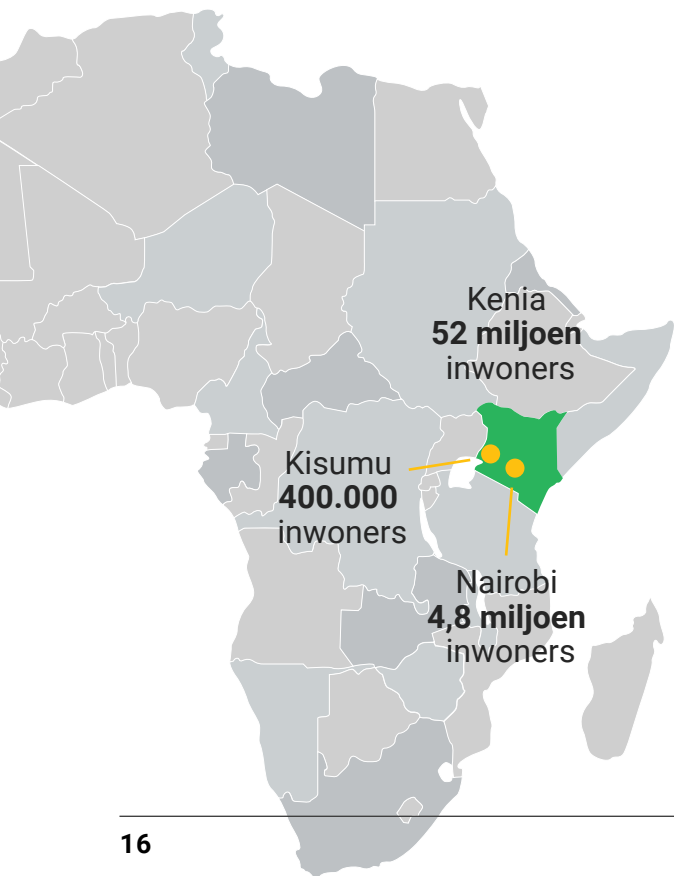 Kenia
52 miljoen
inwoners
Kisumu
400.000
inwoners
Nairobi
4,8 miljoen
inwoners
16